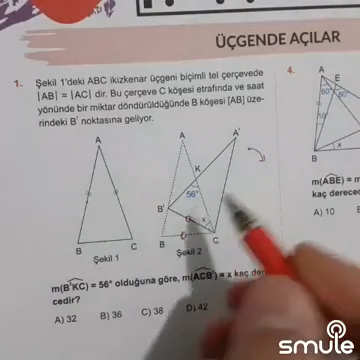 ÜÇGENDE AÇILAR
1. Şekil 1'deki ABC ikizkenar üçgeni biçimli tel çerçevede
|AB| = |AC| dir. Bu çerçeve C köşesi etrafında ve saat
yönünde bir miktar döndürüldüğünde B köşesi [AB] üze-
rindeki B' noktasına geliyor.
A
B
C
Şekil 1
A
A'
K
56°
B'
x
B
C
Şekil 2
m(B'KC) = 56° olduğuna göre, m(ACB') = x kaç der
cedir?
A) 32 B) 36 C) 38 D) 42
4.
A
E
60°
10
x
B
m(ABE) = m
kaç derece
A) 10
smule